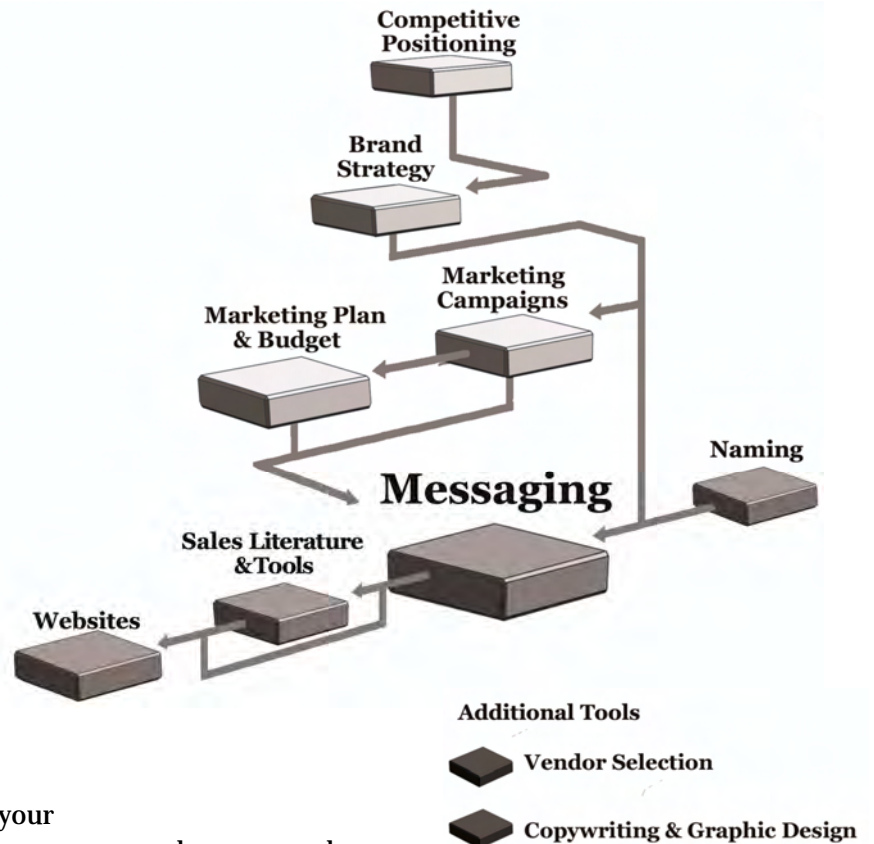 Competitive
Positioning
Brand
Strategy
Marketing
Campaigns
Marketing Plan
& Budget
Naming
Messaging
Sales Literature
&Tools
Websites
Additional Tools
Vendor Selection
your
Copywriting & Graphic Design